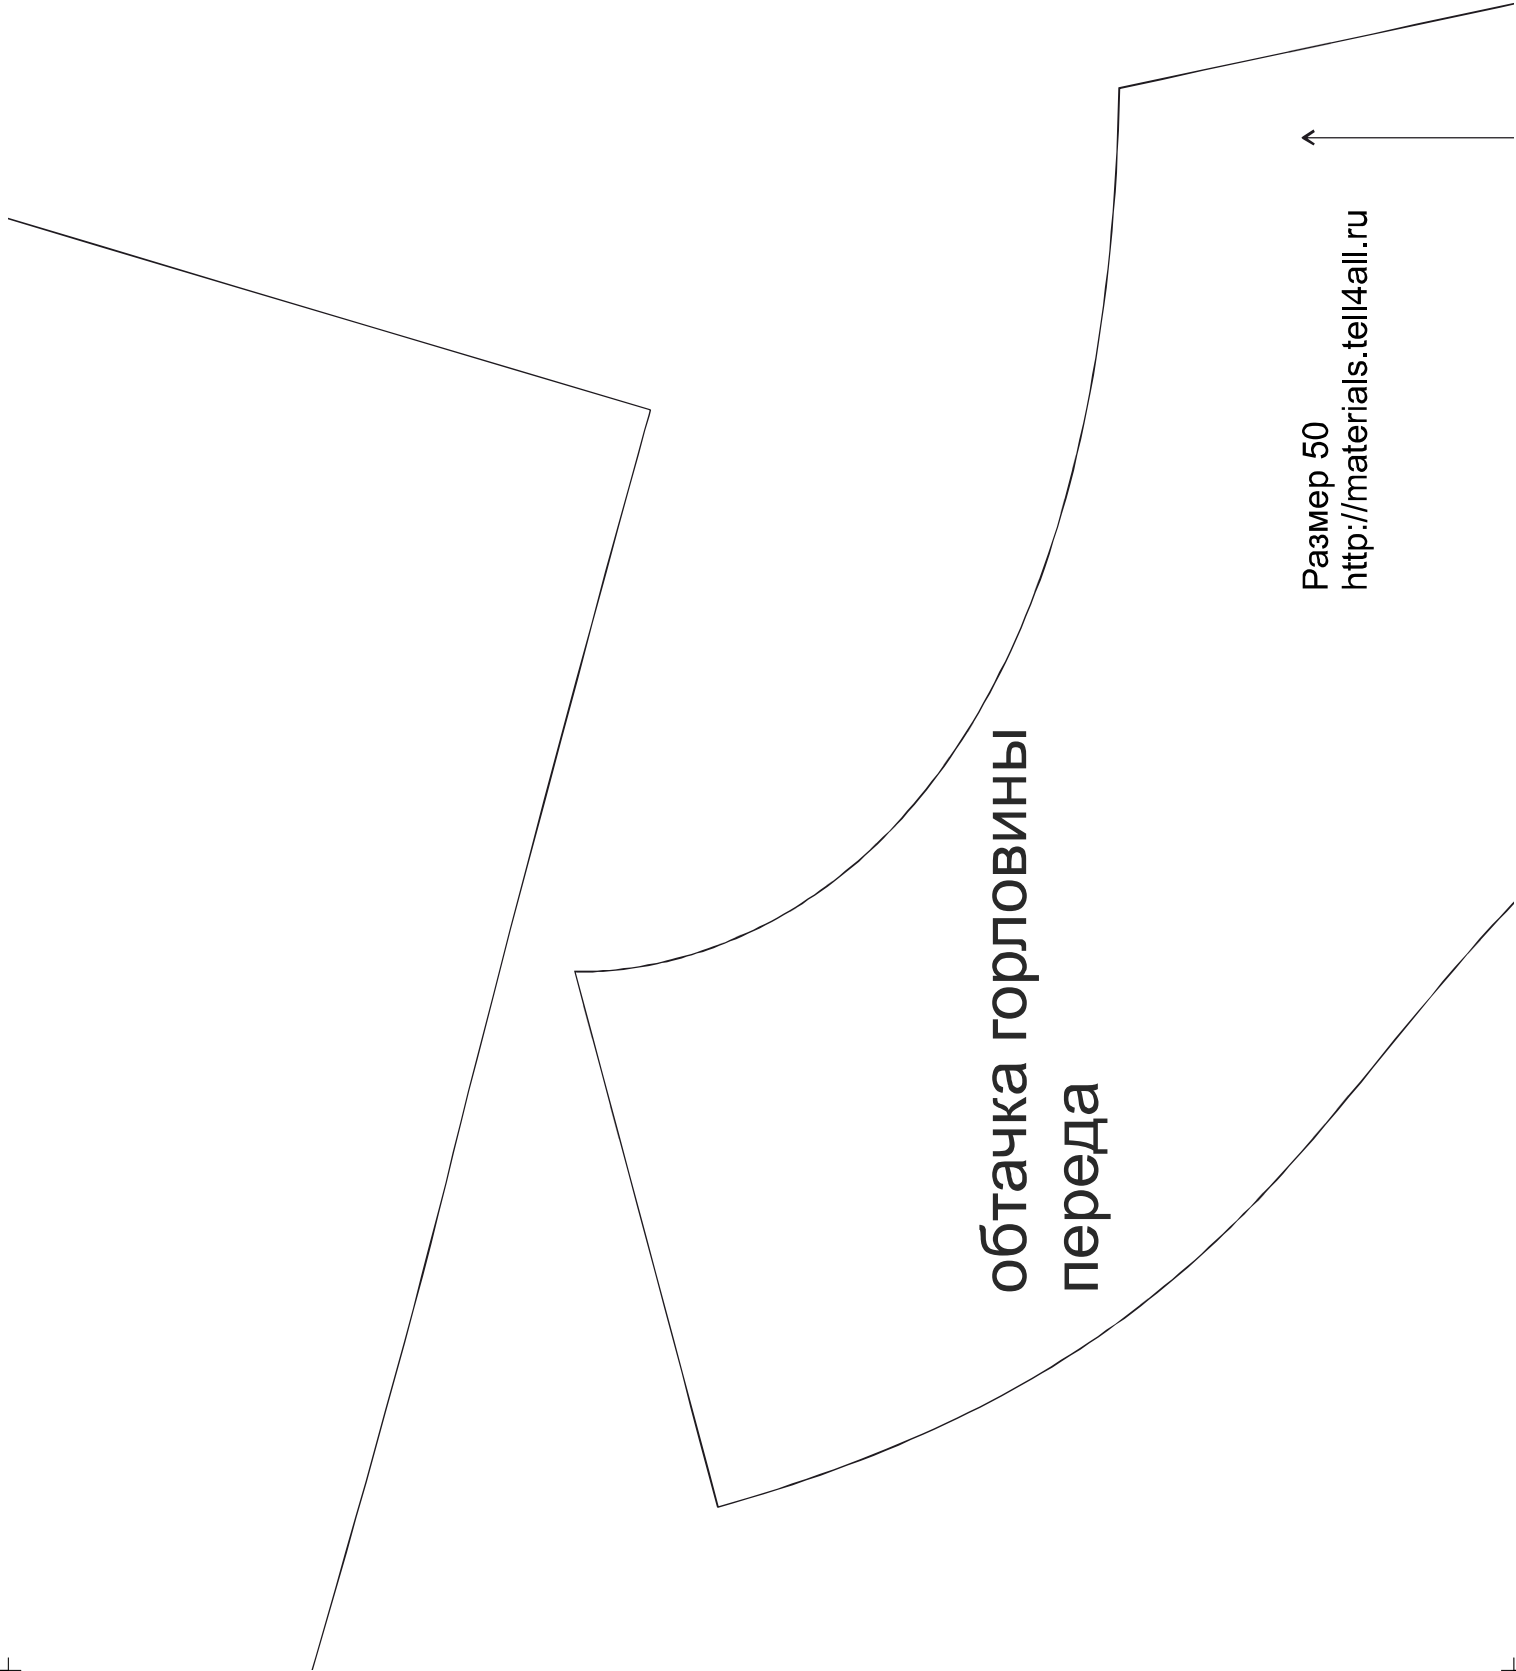 обтачка горловины
переда
Размер 50
http://materials.tell4all.ru